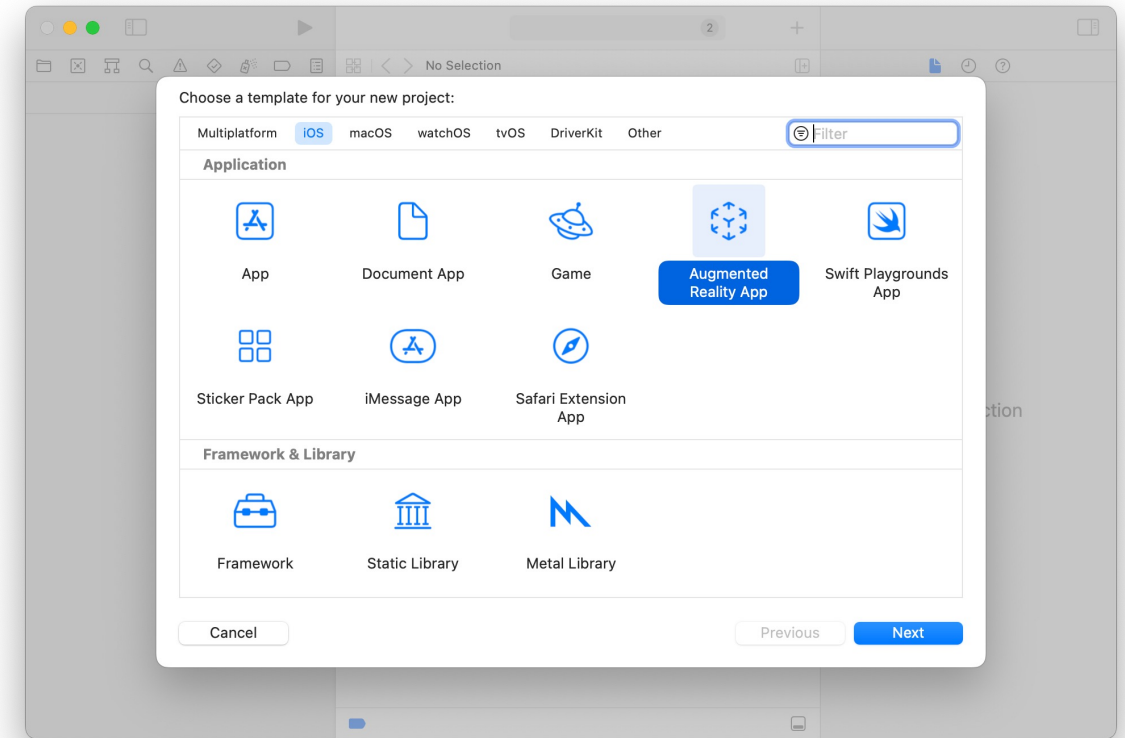 2
No Selection
Choose a template for your new project:
Multiplatform iOS macOS watchOS tvOS DriverKit Other Filter
Application
App
Document App
Game
Augmented
Reality App
Swift Playgrounds
App
Sticker Pack App
iMessage App
Safari Extension
App
ction
Framework & Library
Framework
Static Library
Metal Library
Cancel
Previous
Next